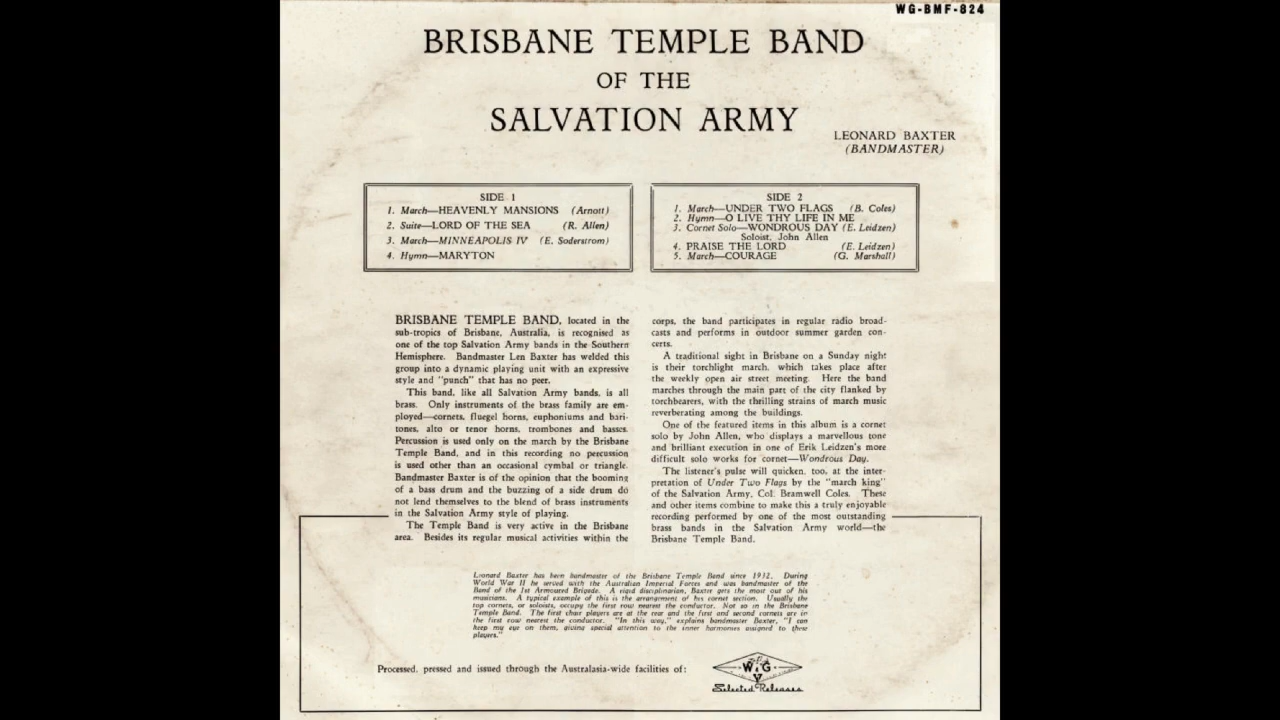 WG-BMF-824
BRISBANE TEMPLE BAND
OF THE
SALVATION ARMY
LEONARD BAXTER
(BANDMASTER)
SIDE 1
1. March—HEAVENLY MANSIONS (Arnott)
2. Suite—LORD OF THE SEA (R. Allen)
3. March—MINNEAPOLIS IV (E. Soderstrom)
4. Hymn—MARYTON
SIDE 2
1. March—UNDER TWO FLAGS (B. Coles)
2. Hymn—O LIVE THY LIFE IN ME
3. Cornet Solo—WONDROUS DAY (E. Leidzen)
Soloist, John Allen
4. PRAISE THE LORD (E. Leidzen)
5. March—COURAGE (G. Marshall)
BRISBANE TEMPLE BAND, located in the
sub-tropics of Brisbane, Australia, is recognised as
one of the top Salvation Army bands in the Southern
Hemisphere. Bandmaster Len Baxter has welded this
group into a dynamic playing unit with an expressive
style and "punch" that has no peer.
This band, like all Salvation Army bands, is all
brass. Only instruments of the brass family are em-
ployed—cornets, fluegel horns, euphoniums and bari-
tones, alto or tenor horns, trombones and basses.
Percussion is used only on the march by the Brisbane
Temple Band, and in this recording no percussion
is used other than an occasional cymbal or triangle.
Bandmaster Baxter is of the opinion that the booming
of a bass drum and the buzzing of a side drum do
not lend themselves to the blend of brass instruments
in the Salvation Army style of playing.
The Temple Band is very active in the Brisbane
area. Besides its regular musical activities within the
corps, the band participates in regular radio broad-
casts and performs in outdoor summer garden con-
certs.
A traditional sight in Brisbane on a Sunday night
is their torchlight march, which takes place after
the weekly open air street meeting. Here the band
marches through the main part of the city flanked by
torchbearers, with the thrilling strains of march music
reverberating among the buildings.
One of the featured items in this album is a cornet
solo by John Allen, who displays a marvellous tone
and brilliant execution in one of Erik Leidzen's more
difficult solo works for cornet—Wondrous Day.
The listener's pulse will quicken, too, at the inter-
pretation of Under Two Flags by the "march king"
of the Salvation Army, Col. Bramwell Coles. These
and other items combine to make this a truly enjoyable
recording performed by one of the most outstanding
brass bands in the Salvation Army world—the
Brisbane Temple Band.
Leonard Baxter has been bandmaster of the Brisbane Temple Band since 1932. During
World War II he served with the Australian Imperial Forces and was bandmaster of the
Band of the 1st Armoured Brigade. A rigid disciplinarian, Baxter gets the most out of his
musicians. A typical example of this is the arrangement of his cornet section. Usually the
top cornets, or soloists, occupy the first row nearest the conductor. Not so in the Brisbane
Temple Band. The first chair players are at the rear and the first and second cornets are in
the first row nearest the conductor. "In this way," explains bandmaster Baxter, "I can
keep my eye on them, giving special attention to the inner harmonies assigned to these
players."
Processed, pressed and issued through the Australasia-wide facilities of:
W&G
Selected Releases